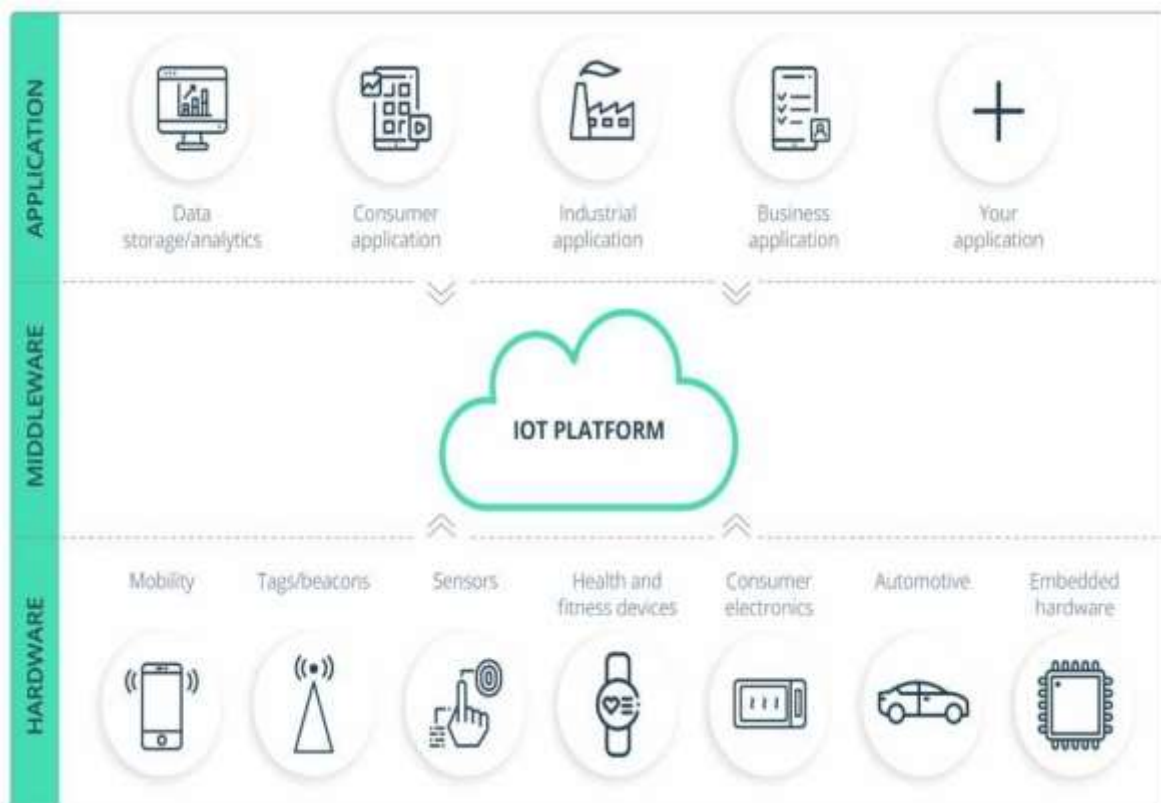 APPLICATION
Data
storage/analytics
Consumer
application
Industrial
application
Business
application
Your
application
MIDDLEWARE
IOT PLATFORM
HARDWARE
Mobility
Tags/beacons
Sensors
Health and
fitness devices
Consumer
electronics
Automotive
Embedded
hardware